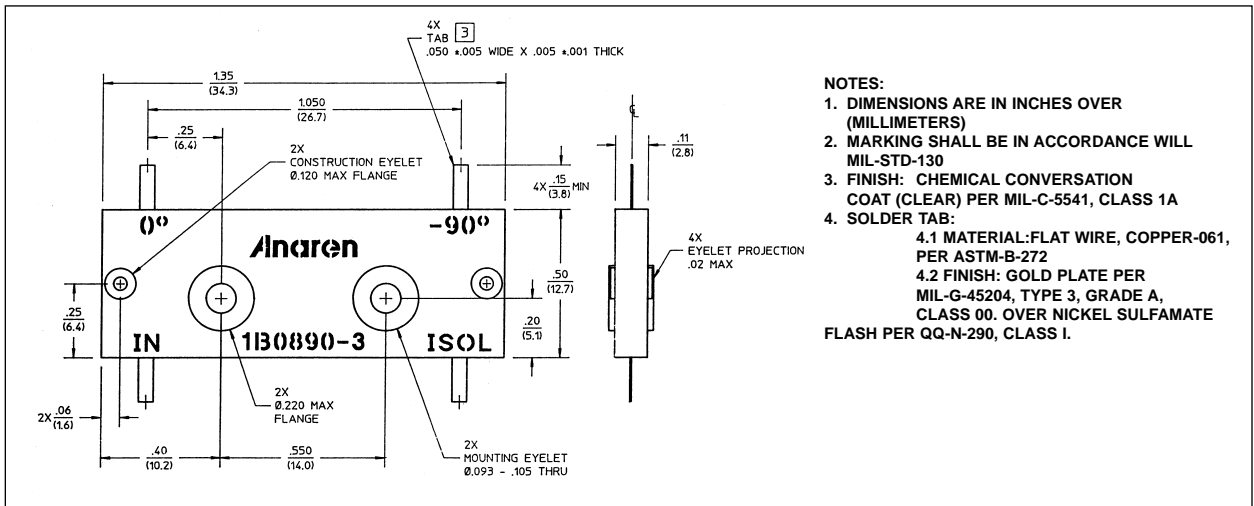 4X
TAB 3
.050 ±.005 WIDE X .005 ±.001 THICK
1.35
(34.3)
1.050
(26.7)
.25
(6.4)
2X
CONSTRUCTION EYELET
Ø.120 MAX FLANGE
4X .15 MIN
(3.8)
0º
-90º
Anaren
.25
(6.4)
.50
(12.7)
.20
(5.1)
IN
1B0890-3
ISOL
2X .06
(1.6)
2X
Ø.220 MAX
FLANGE
.40
(10.2)
.550
(14.0)
2X
MOUNTING EYELET
Ø.093 - .105 THRU
℄
.11
(2.8)
4X
EYELET PROJECTION
.02 MAX
NOTES:
1. DIMENSIONS ARE IN INCHES OVER
(MILLIMETERS)
2. MARKING SHALL BE IN ACCORDANCE WILL
MIL-STD-130
3. FINISH: CHEMICAL CONVERSATION
COAT (CLEAR) PER MIL-C-5541, CLASS 1A
4. SOLDER TAB:
4.1 MATERIAL:FLAT WIRE, COPPER-061,
PER ASTM-B-272
4.2 FINISH: GOLD PLATE PER
MIL-G-45204, TYPE 3, GRADE A,
CLASS 00. OVER NICKEL SULFAMATE
FLASH PER QQ-N-290, CLASS I.